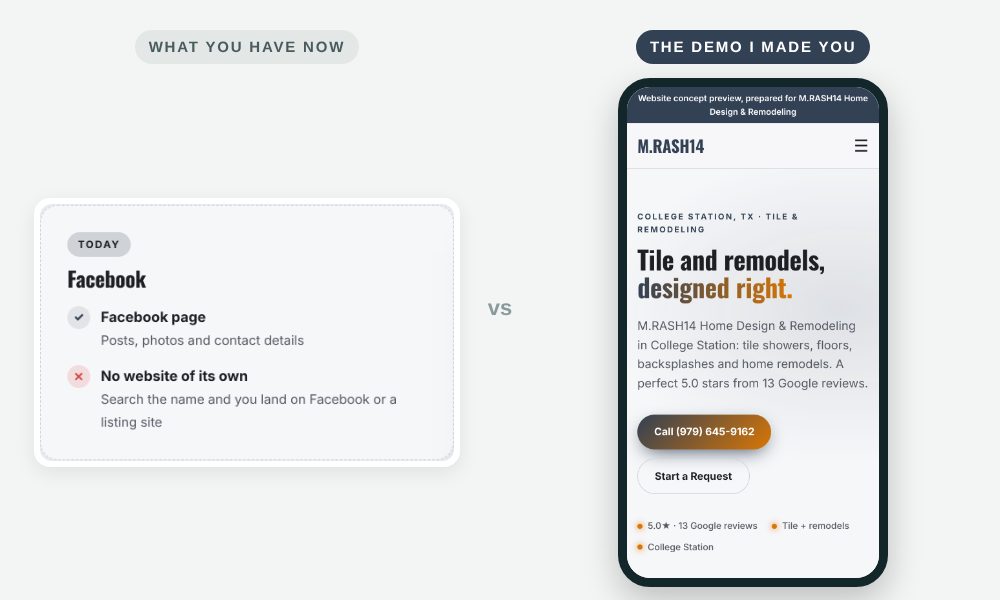 WHAT YOU HAVE NOW
TODAY
Facebook
Facebook page
Posts, photos and contact details
No website of its own
Search the name and you land on Facebook or a
listing site
vs
THE DEMO I MADE YOU
Website concept preview, prepared for M.RASH14 Home
Design & Remodeling
M.RASH14
COLLEGE STATION, TX · TILE &
REMODELING
Tile and remodels,
designed right.
M.RASH14 Home Design & Remodeling
in College Station: tile showers, floors,
backsplashes and home remodels. A
perfect 5.0 stars from 13 Google reviews.
Call (979) 645-9162
Start a Request
5.0★ · 13 Google reviews
Tile + remodels
College Station